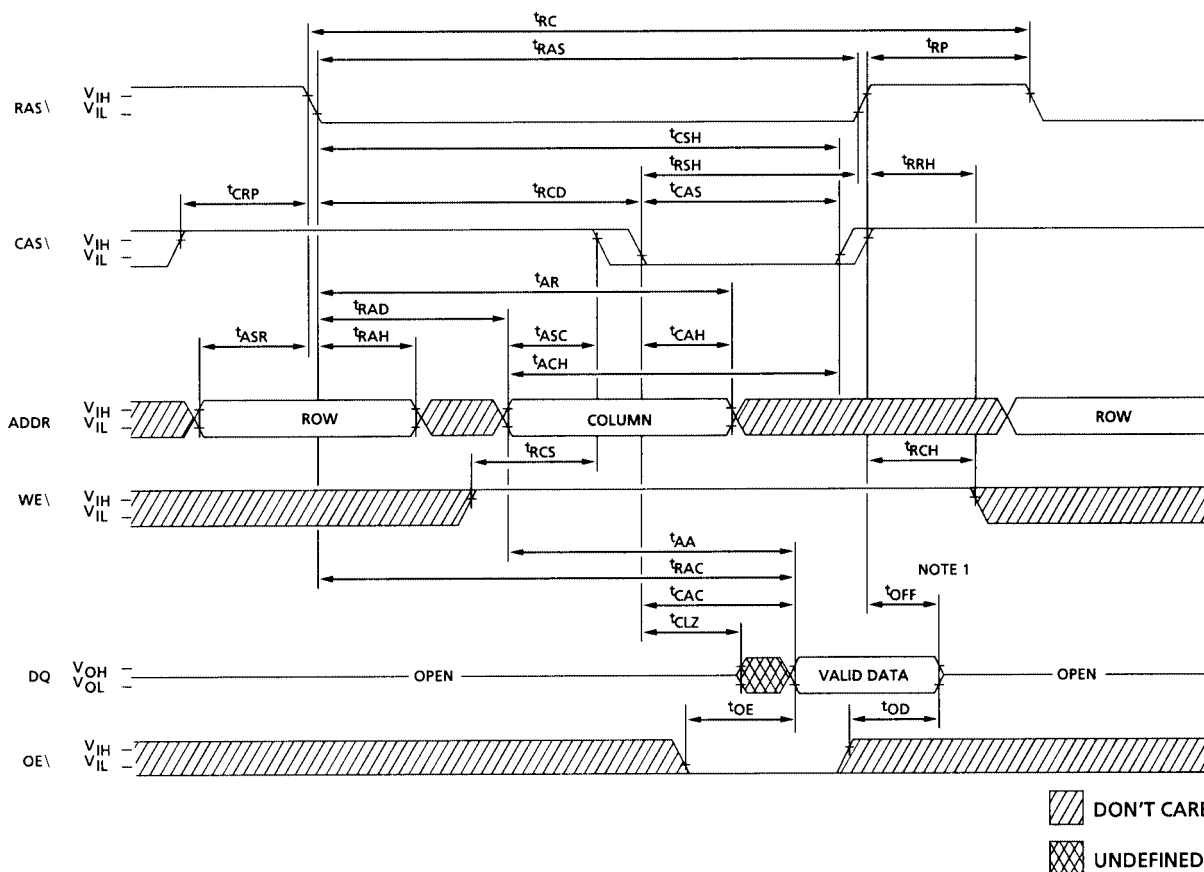 tRC
tRAS
tRP
RAS\ VIH VIL
tCSH
tRSH
tRRH
tCRP
tRCD
tCAS
CAS\ VIH VIL
tAR
tRAD
tASR
tRAH
tASC
tCAH
tACH
ADDR VIH VIL ROW COLUMN ROW
tRCS
tRCH
WE\ VIH VIL
tAA
tRAC
NOTE 1
tCAC
tOFF
tCLZ
DQ VOH VOL OPEN VALID DATA OPEN
tOE
tOD
OE\ VIH VIL
DON'T CARE
UNDEFINED